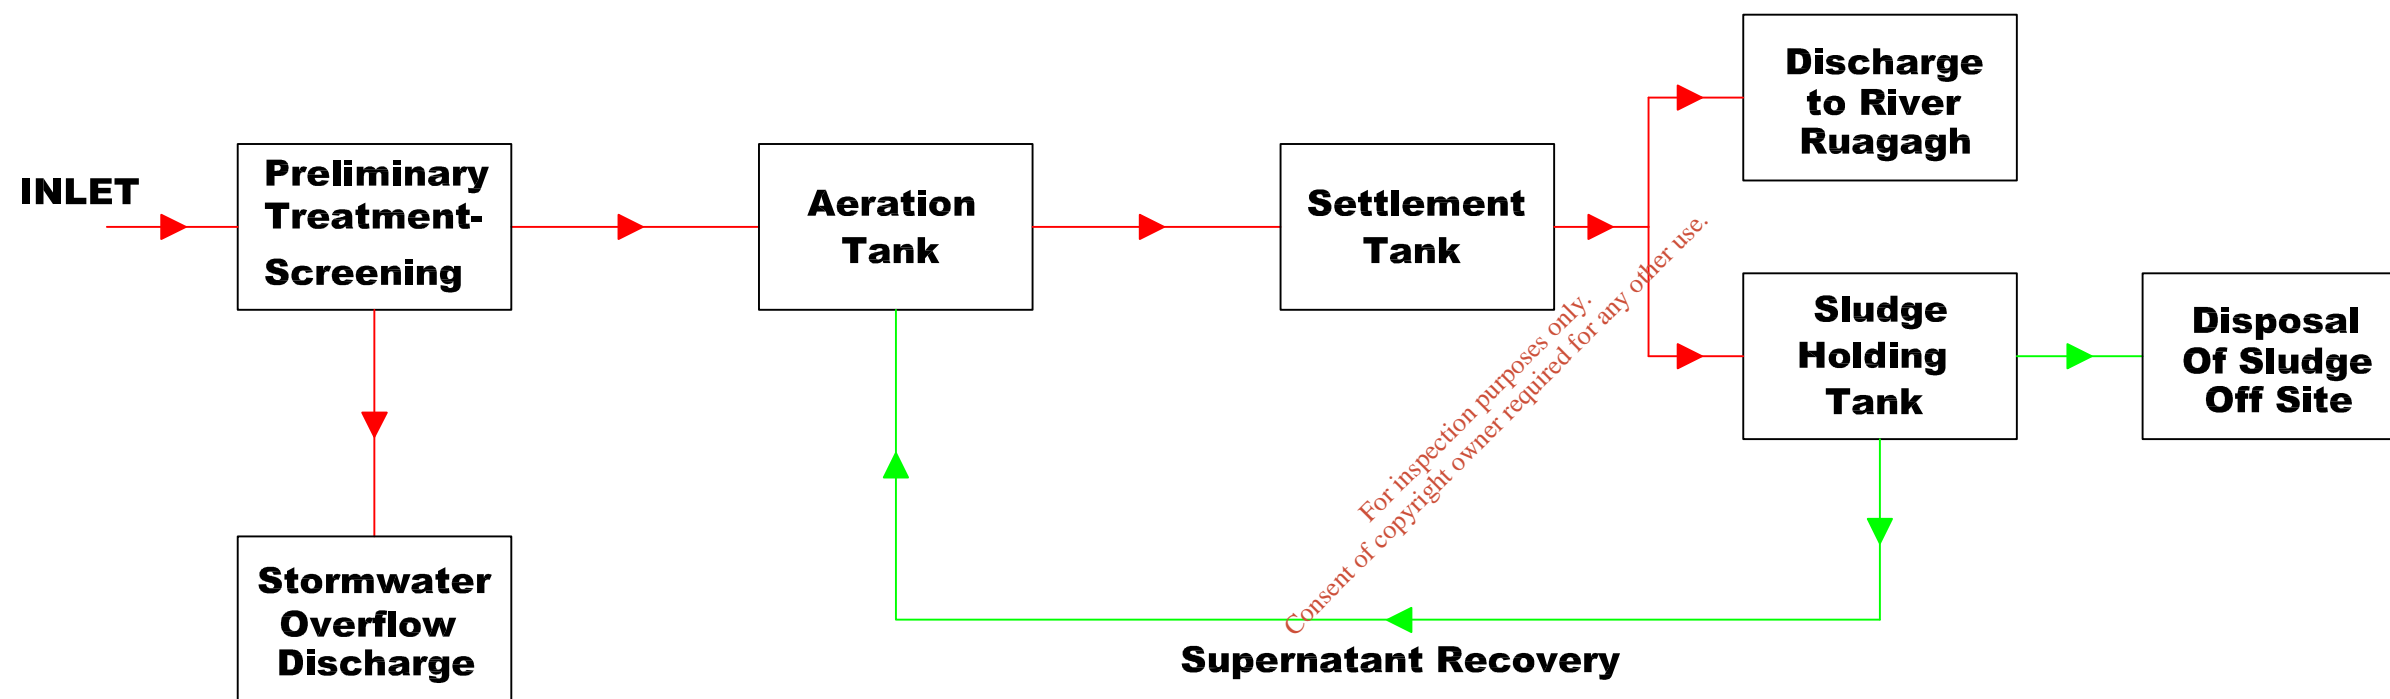 INLET
Preliminary
Treatment-
Screening
Aeration
Tank
Settlement
Tank
Discharge
to River
Ruagagh
Sludge
Holding
Tank
Disposal
Of Sludge
Off Site
Stormwater
Overflow
Discharge
Supernatant Recovery
For inspection purposes only.
Consent of copyright owner required for any other use.